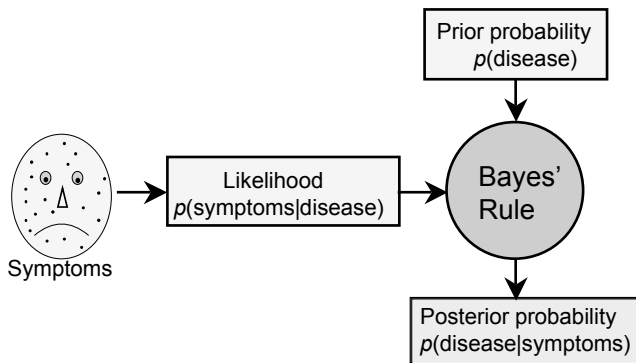 Prior probability
p(disease)
Likelihood
p(symptoms|disease)
Bayes’
Rule
Symptoms
Posterior probability
p(disease|symptoms)